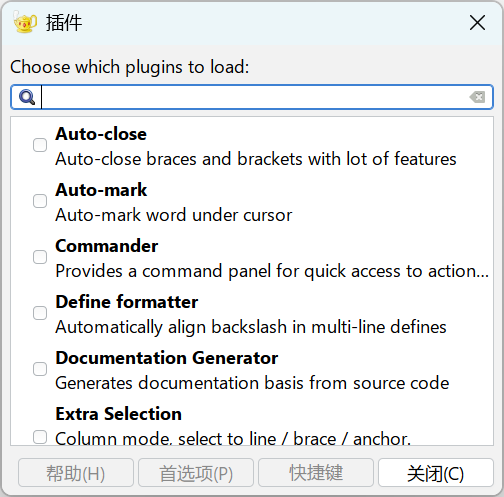 插件
Choose which plugins to load:
Auto-close
Auto-close braces and brackets with lot of features
Auto-mark
Auto-mark word under cursor
Commander
Provides a command panel for quick access to action...
Define formatter
Automatically align backslash in multi-line defines
Documentation Generator
Generates documentation basis from source code
Extra Selection
Column mode, select to line / brace / anchor.
帮助(H)
首选项(P)
快捷键
关闭(C)